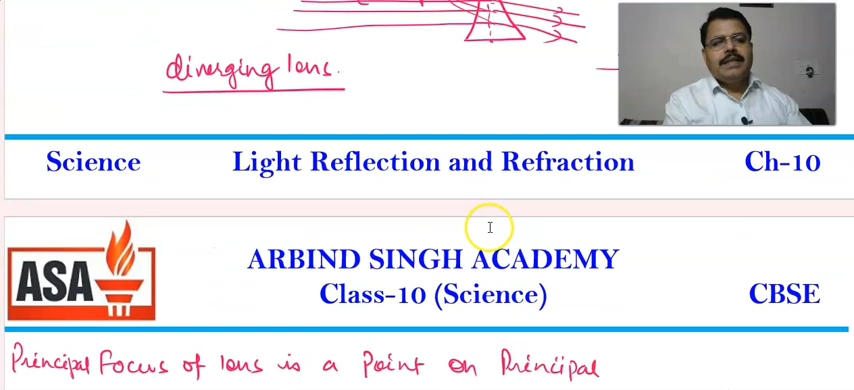 diverging lens.
Science Light Reflection and Refraction Ch-10
ASA
ARBIND SINGH ACADEMY
Class-10 (Science) CBSE
Principal Focus of lens is a point on Principal